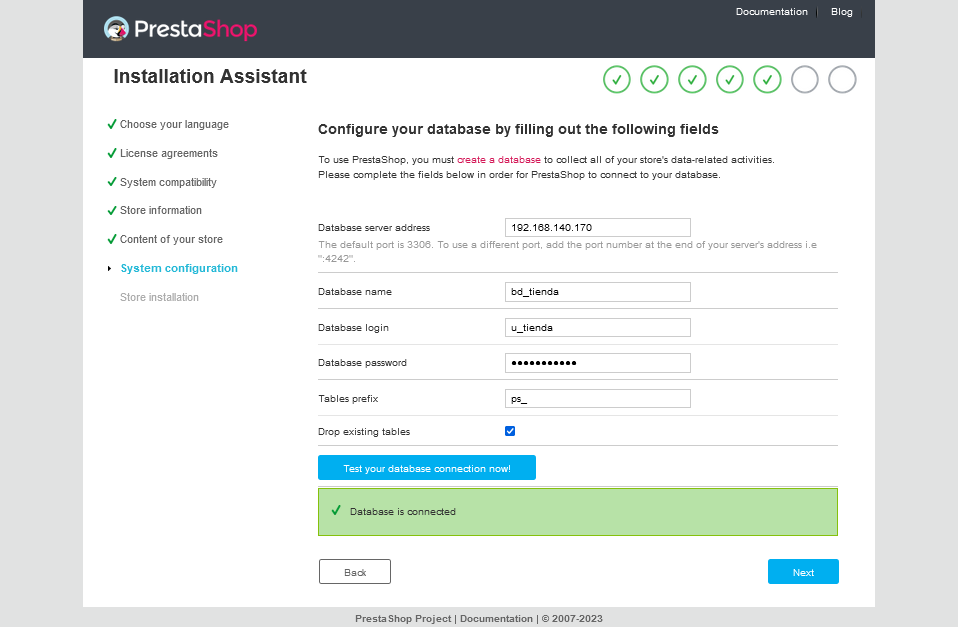 Documentation | Blog
PrestaShop
Installation Assistant
Choose your language
License agreements
System compatibility
Store information
Content of your store
System configuration
Store installation
Configure your database by filling out the following fields
To use PrestaShop, you must create a database to collect all of your store's data-related activities.
Please complete the fields below in order for PrestaShop to connect to your database.
Database server address 192.168.140.170
The default port is 3306. To use a different port, add the port number at the end of your server's address i.e
":4242".
Database name bd_tienda
Database login u_tienda
Database password •••••••••••
Tables prefix ps_
Drop existing tables
Test your database connection now!
Database is connected
Back
Next
PrestaShop Project | Documentation | © 2007-2023